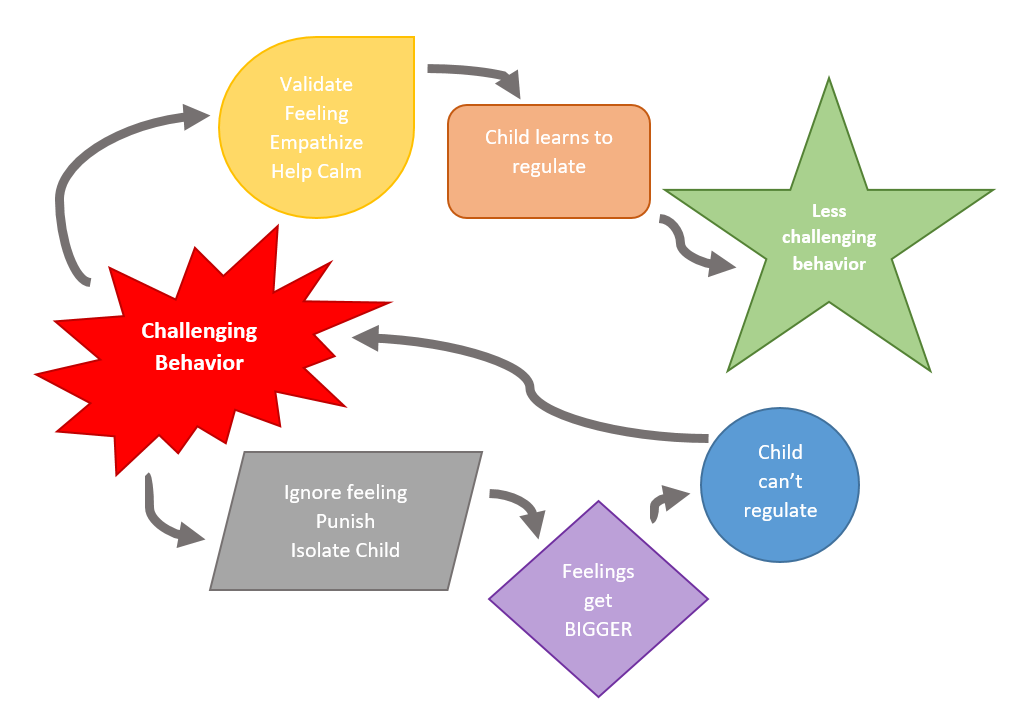 Validate
Feeling
Empathize
Help Calm
Child learns to
regulate
Less
challenging
behavior
Challenging
Behavior
Ignore feeling
Punish
Isolate Child
Feelings
get
BIGGER
Child
can’t
regulate